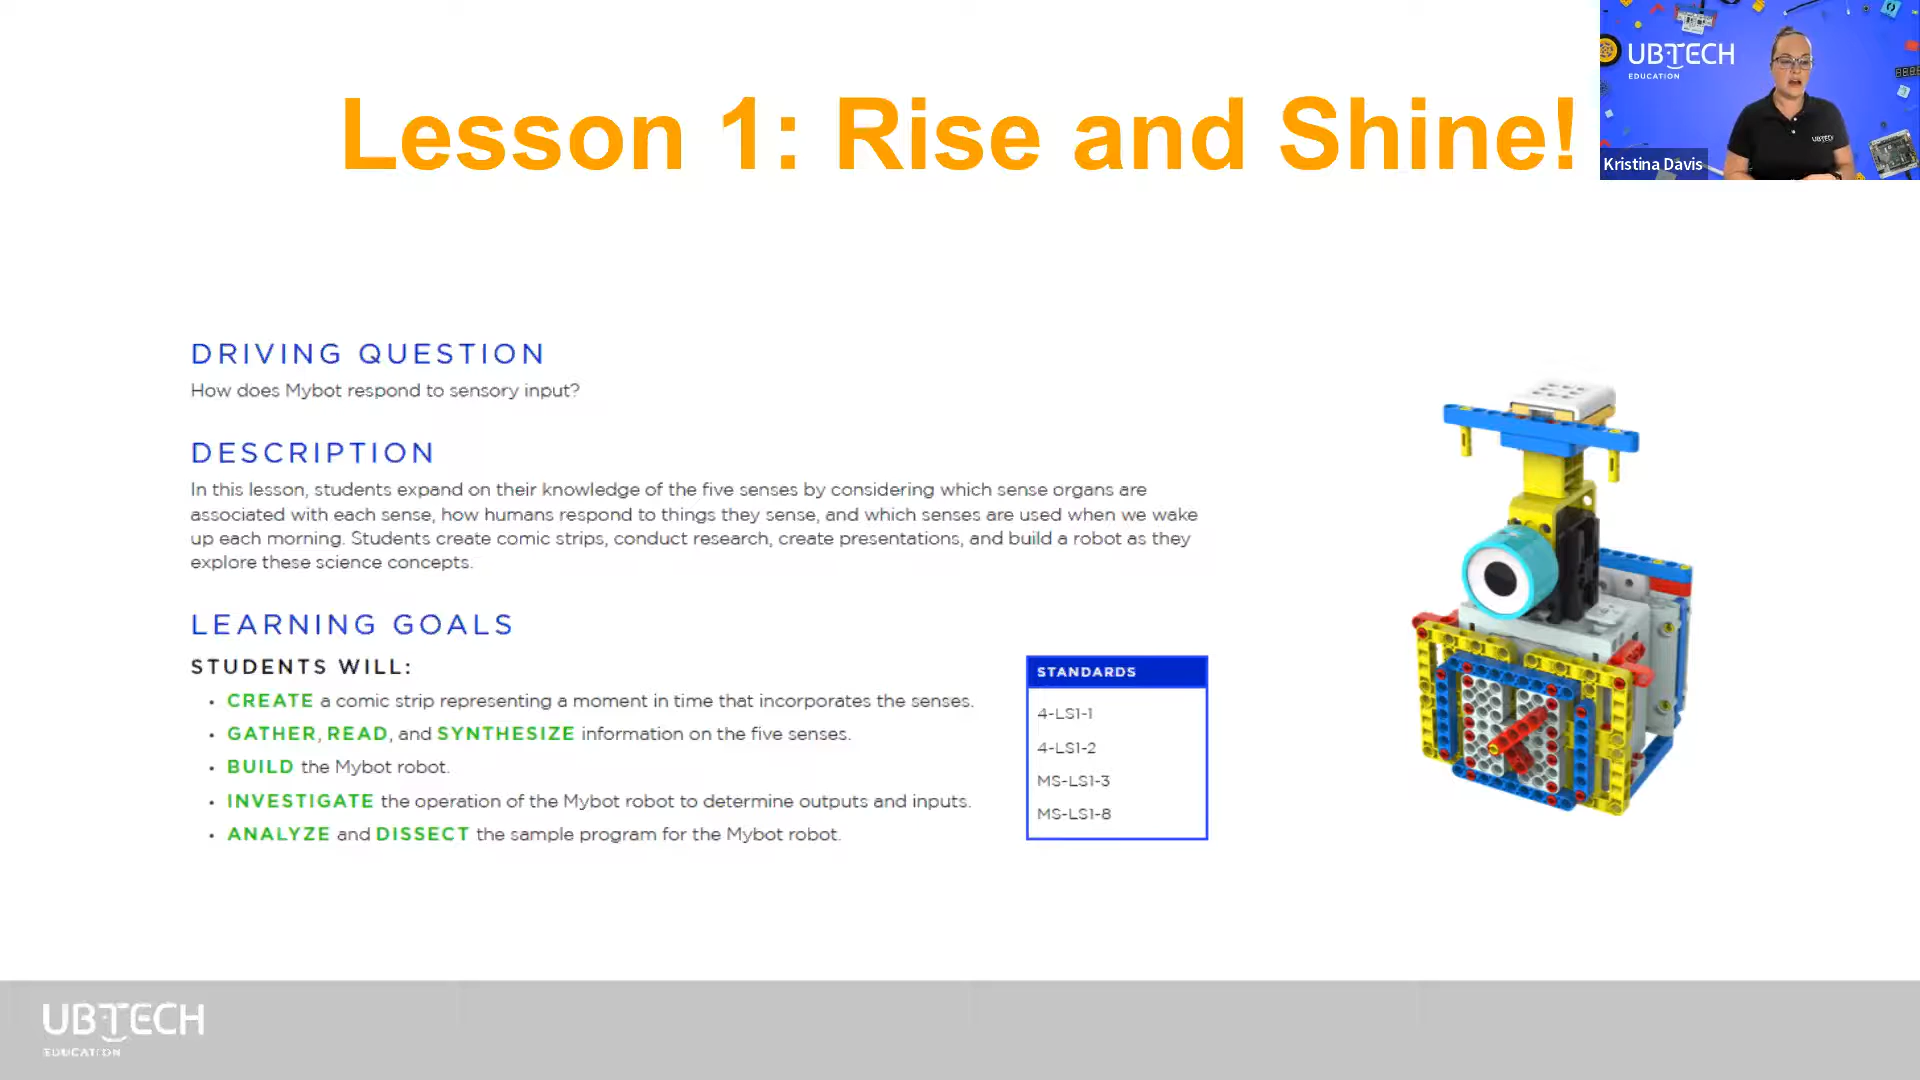 Lesson 1: Rise and Shine!
UBTECH
EDUCATION
UBTECH
Kristina Davis
DRIVING QUESTION
How does Mybot respond to sensory input?
DESCRIPTION
In this lesson, students expand on their knowledge of the five senses by considering which sense organs are
associated with each sense, how humans respond to things they sense, and which senses are used when we wake
up each morning. Students create comic strips, conduct research, create presentations, and build a robot as they
explore these science concepts.
LEARNING GOALS
STUDENTS WILL:
• CREATE a comic strip representing a moment in time that incorporates the senses.
• GATHER, READ, and SYNTHESIZE information on the five senses.
• BUILD the Mybot robot.
• INVESTIGATE the operation of the Mybot robot to determine outputs and inputs.
• ANALYZE and DISSECT the sample program for the Mybot robot.
STANDARDS
4-LS1-1
4-LS1-2
MS-LS1-3
MS-LS1-8
UBTECH
EDUCATION